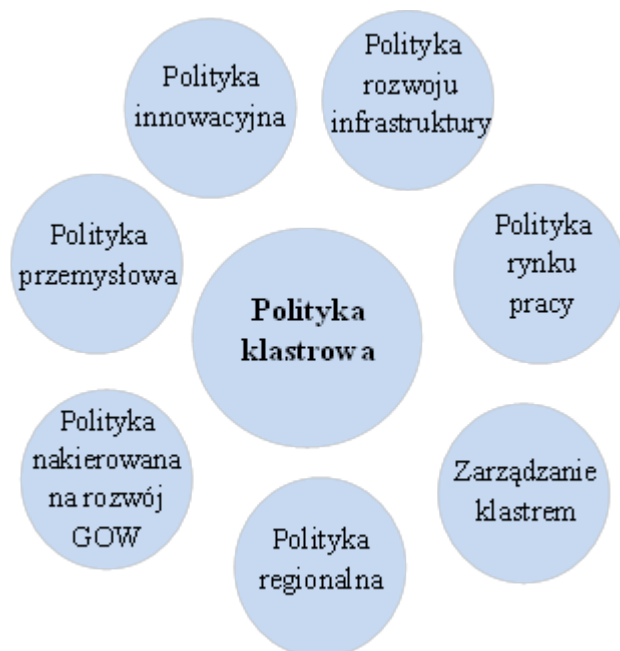 Polityka
innowacyjna
Polityka
rozwoju
infrastruktury
Polityka
przemysłowa
Polityka
klastrowa
Polityka
rynku
pracy
Polityka
nakierowana
na rozwój
GOW
Zarządzanie
klastrem
Polityka
regionalna